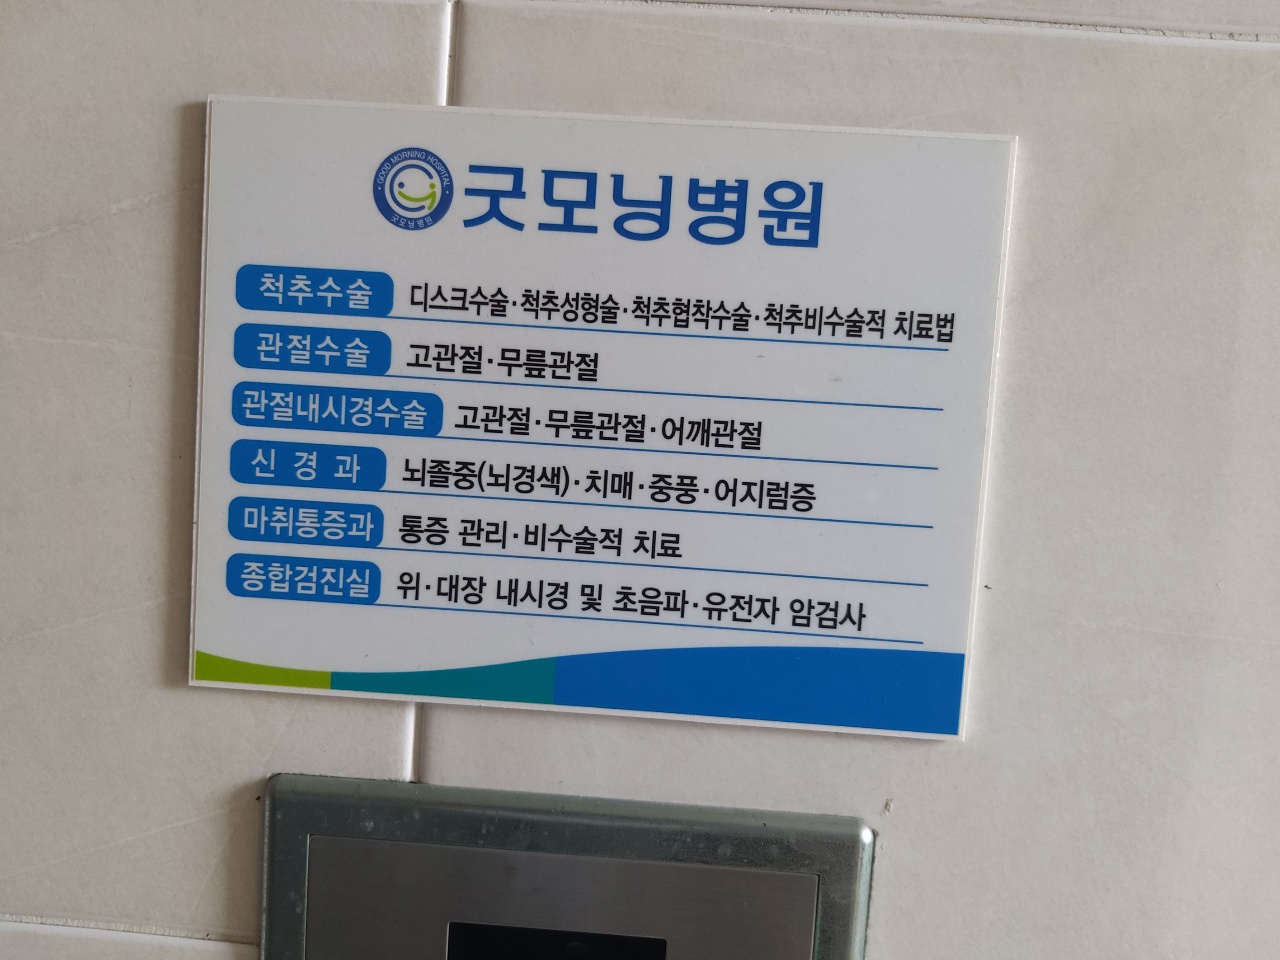 GOOD MORNING HOSPITAL
굿모닝병원
굿모닝병원
척추수술 디스크수술·척추성형술·척추협착수술·척추비수술적 치료법
관절수술 고관절·무릎관절
관절내시경수술 고관절·무릎관절·어깨관절
신 경 과 뇌졸중(뇌경색)·치매·중풍·어지럼증
마취통증과 통증 관리·비수술적 치료
종합검진실 위·대장 내시경 및 초음파·유전자 암검사